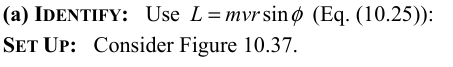 (a) IDENTIFY: Use L = mvr sin ϕ (Eq. (10.25)):
SET UP: Consider Figure 10.37.